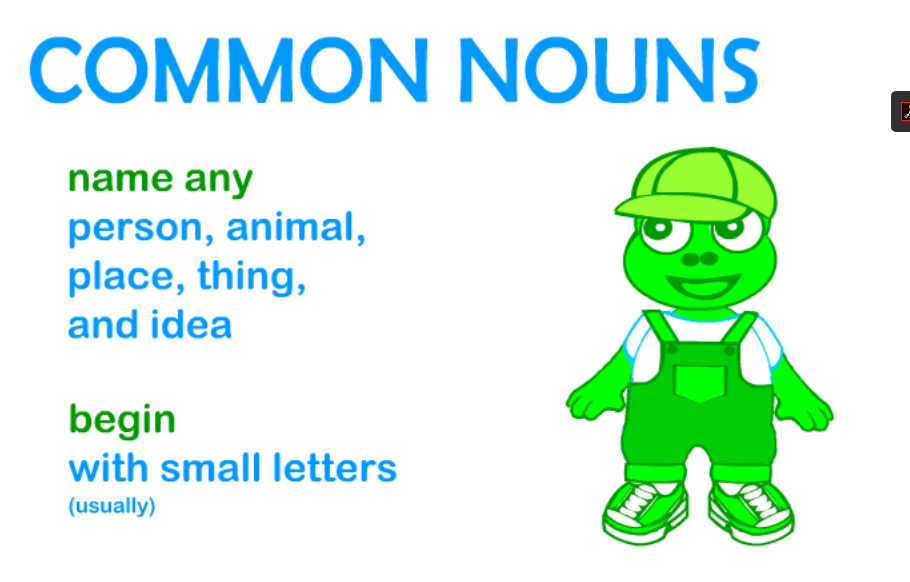 COMMON NOUNS
name any
person, animal,
place, thing,
and idea
begin
with small letters
(usually)